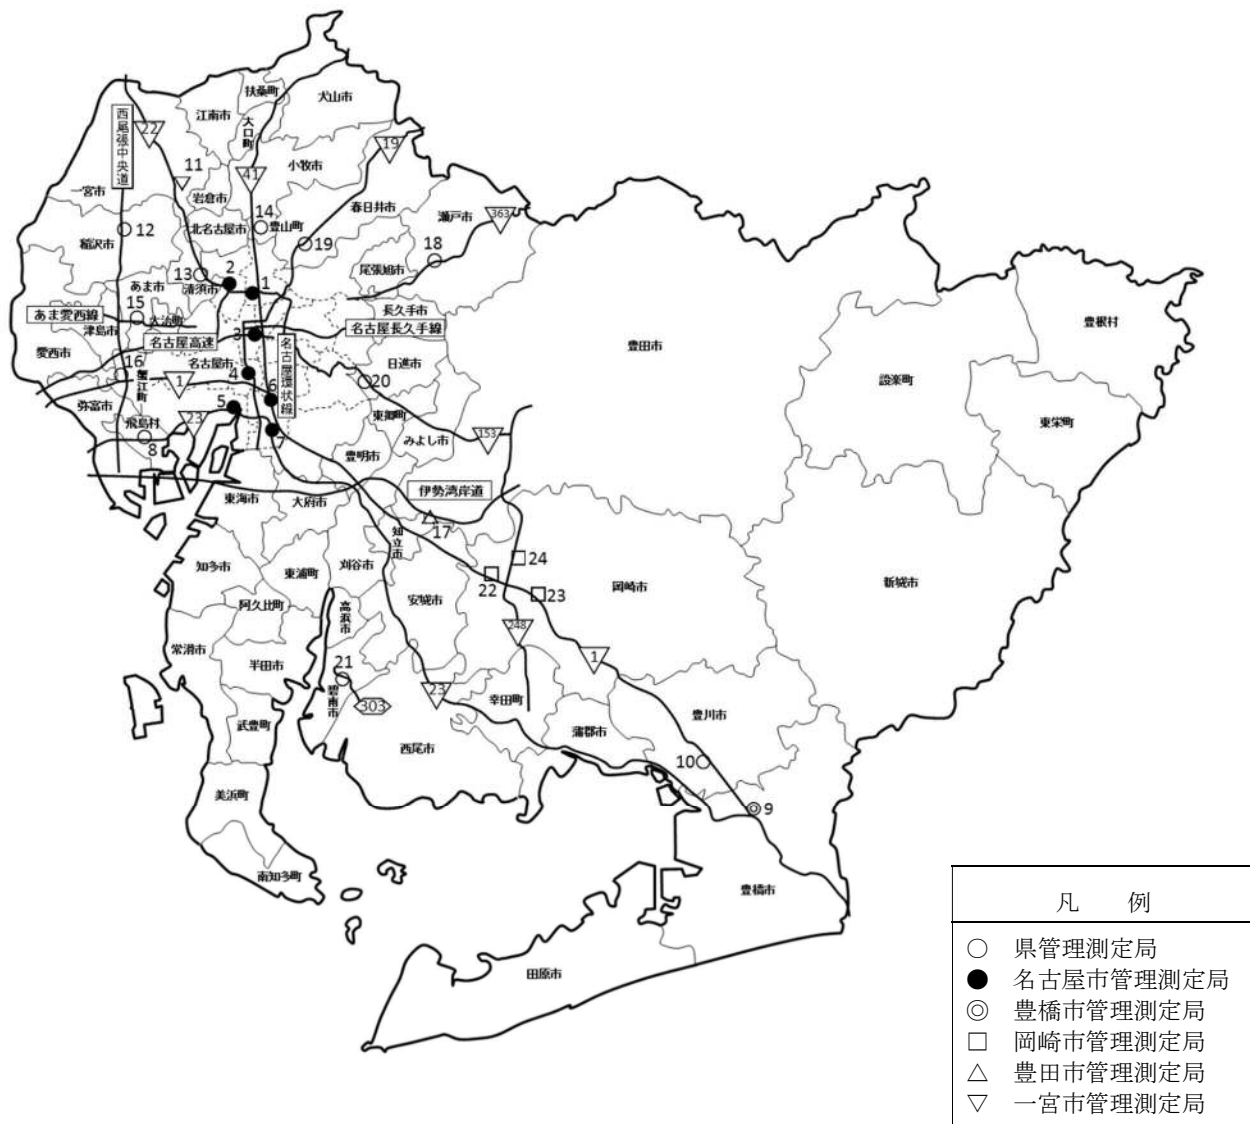 扶桑町
犬山市
江南市
大口町
西尾張中央道
22
19
小牧市
11
41
一宮市
岩倉市
春日井市
瀬戸市
363
14
北名古屋市
豊山町
12
稲沢市
19
18
尾張旭市
13
2
清須市
あま市
1
豊根村
15
あま愛西線
大治町
長久手市
津島市
名古屋長久手線
3
名古屋高速
名古屋環状線
豊田市
愛西市
16
名古屋市
日進市
設楽町
4
1
20
蟹江町
6
弥富市
5
東郷町
東栄町
飛島村
23
7
みよし市
153
8
豊明市
伊勢湾岸道
東海市
大府市
17
知立市
24
知多市
東浦町
刈谷市
22
岡崎市
新城市
23
阿久比町
高浜市
安城市
248
常滑市
1
半田市
21
碧南市
23
幸田町
303
豊川市
武豊町
蒲郡市
西尾市
10
美浜町
9
南知多町
豊橋市
田原市
凡 例
○ 県管理測定局
● 名古屋市管理測定局
◎ 豊橋市管理測定局
□ 岡崎市管理測定局
△ 豊田市管理測定局
▽ 一宮市管理測定局